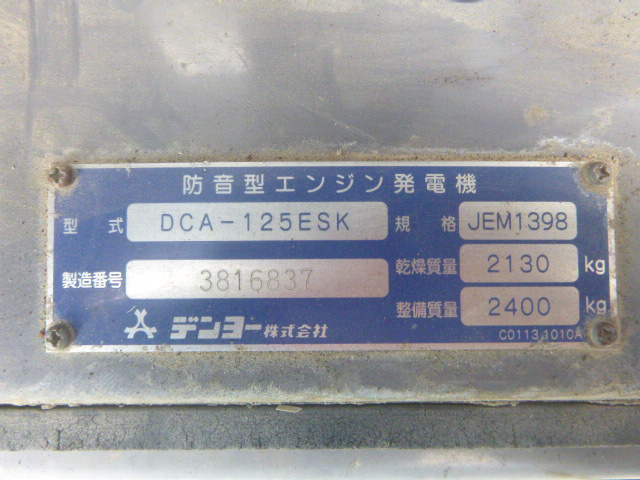 防音型エンジン発電機
型式 DCA-125ESK 規格 JEM1398
製造番号 3816837 乾燥質量 2130 kg
整備質量 2400 kg
デンヨー株式会社
C0113 1010A